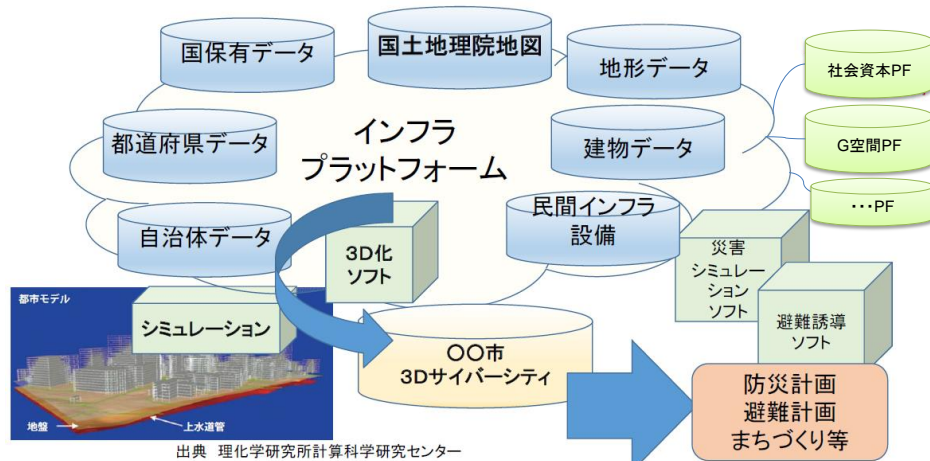 国保有データ
国土地理院地図
地形データ
社会資本PF
都道府県データ
インフラ
プラットフォーム
建物データ
G空間PF
・・・PF
自治体データ
3D化
ソフト
民間インフラ
設備
災害
シミュレー
ション
ソフト
都市モデル
シミュレーション
避難誘導
ソフト
〇〇市
3Dサイバーシティ
防災計画
避難計画
まちづくり等
地盤
上水道管
出典 理化学研究所計算科学研究センター